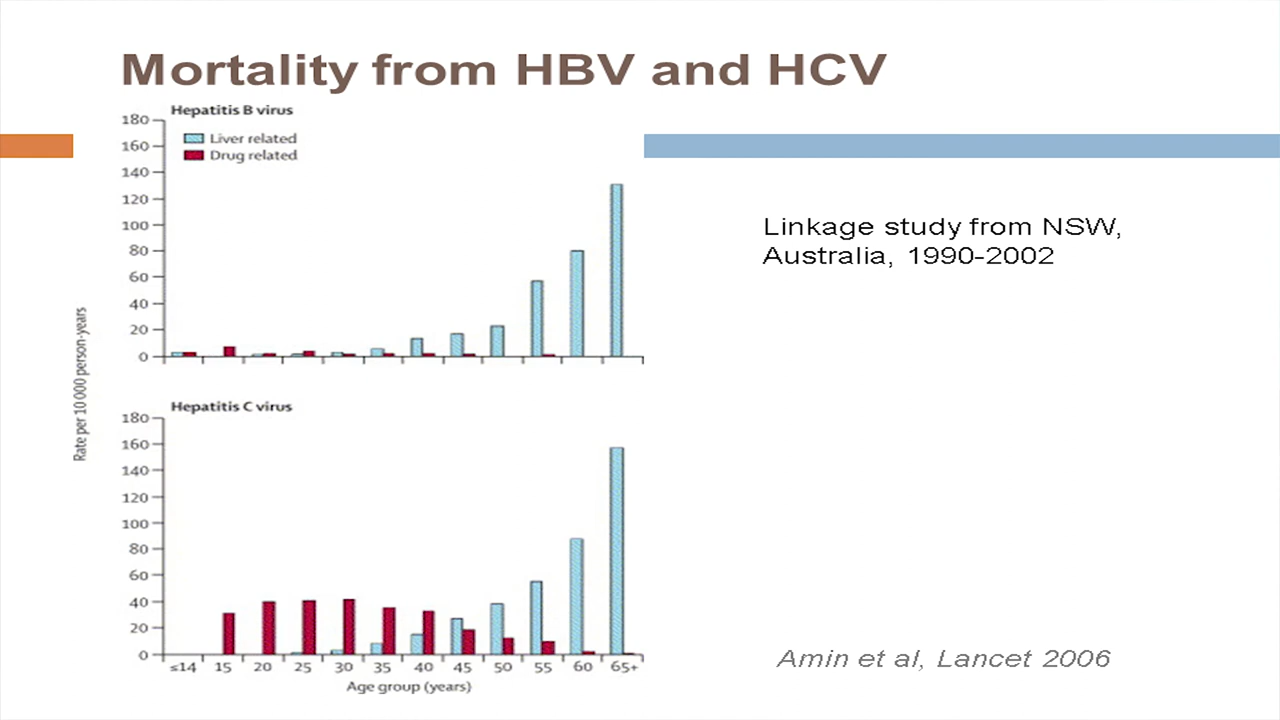 Mortality from HBV and HCV
Hepatitis B virus
Liver related
Drug related
180
160
140
120
100
80
60
40
20
0
Linkage study from NSW,
Australia, 1990-2002
Rate per 10 000 person-years
Hepatitis C virus
180
160
140
120
100
80
60
40
20
0
≤14 15 20 25 30 35 40 45 50 55 60 65+
Age group (years)
Amin et al, Lancet 2006